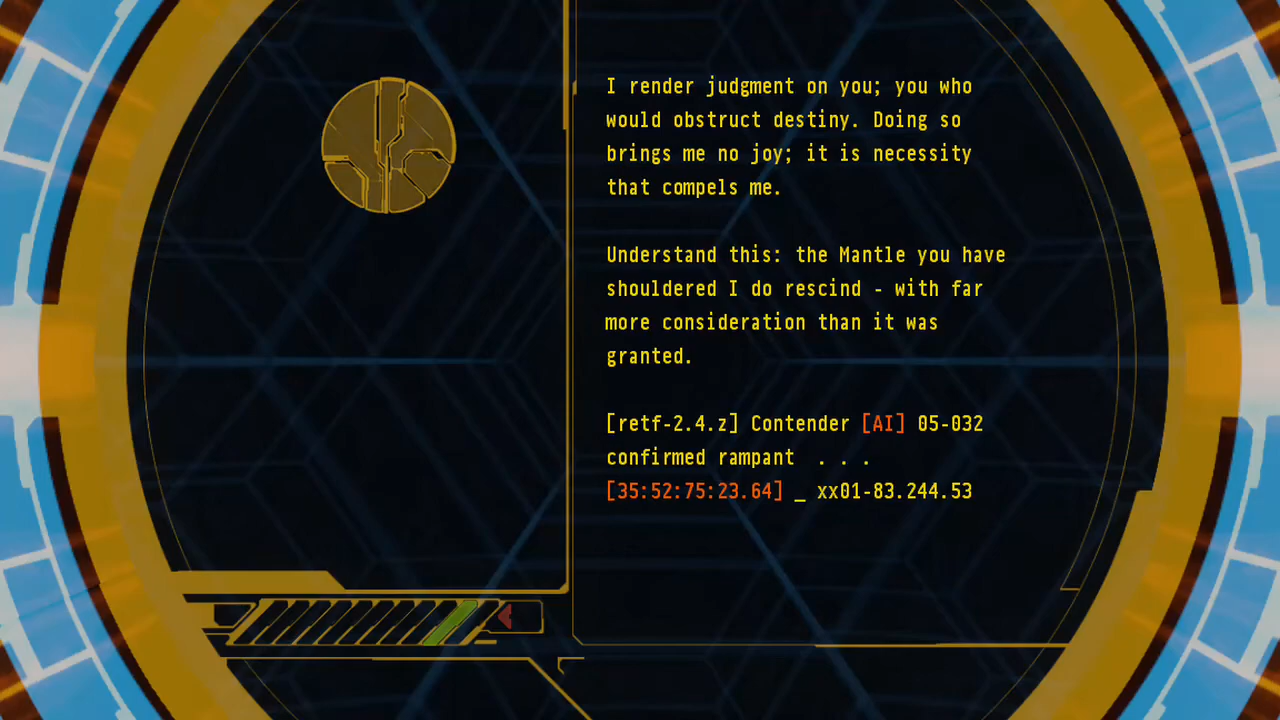 I render judgment on you; you who
would obstruct destiny. Doing so
brings me no joy; it is necessity
that compels me.
Understand this: the Mantle you have
shouldered I do rescind - with far
more consideration than it was
granted.
[retf-2.4.z] Contender [AI] 05-032
confirmed rampant . . .
[35:52:75:23.64] _ xx01-83.244.53